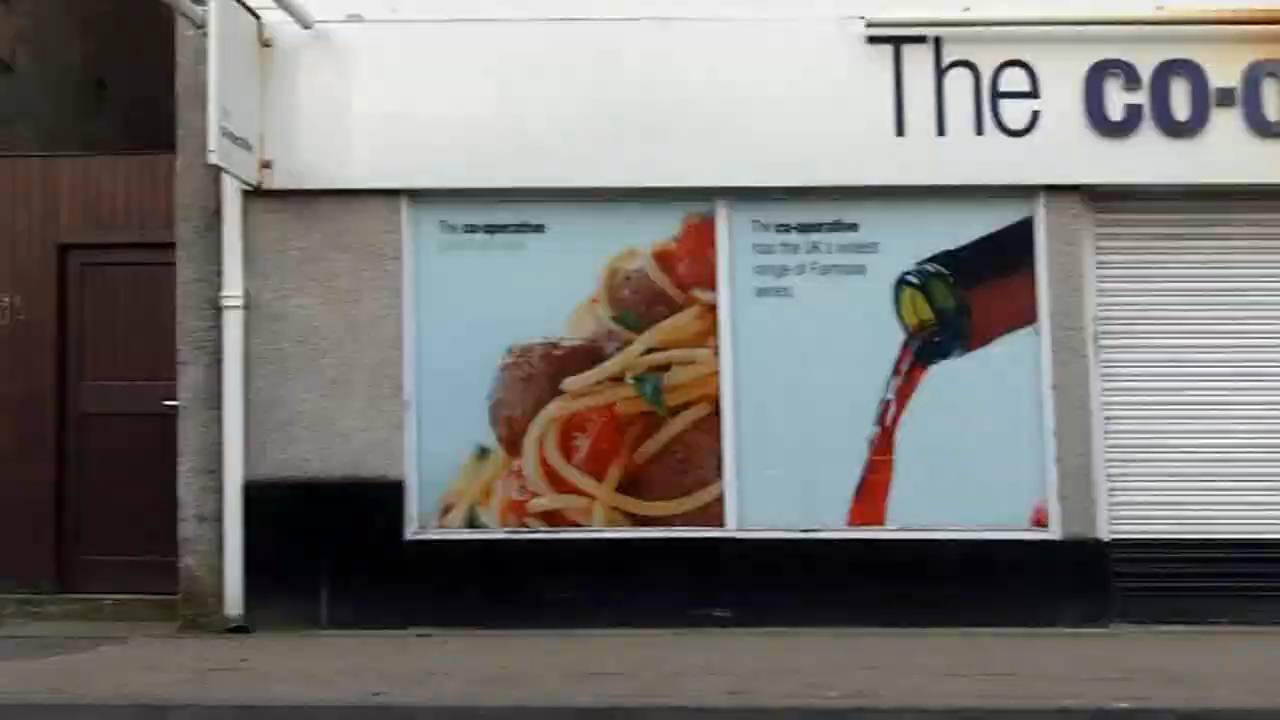 The co-o
The co-operative
The co-operative
has the UK's widest
range of Fairtrade
wines.